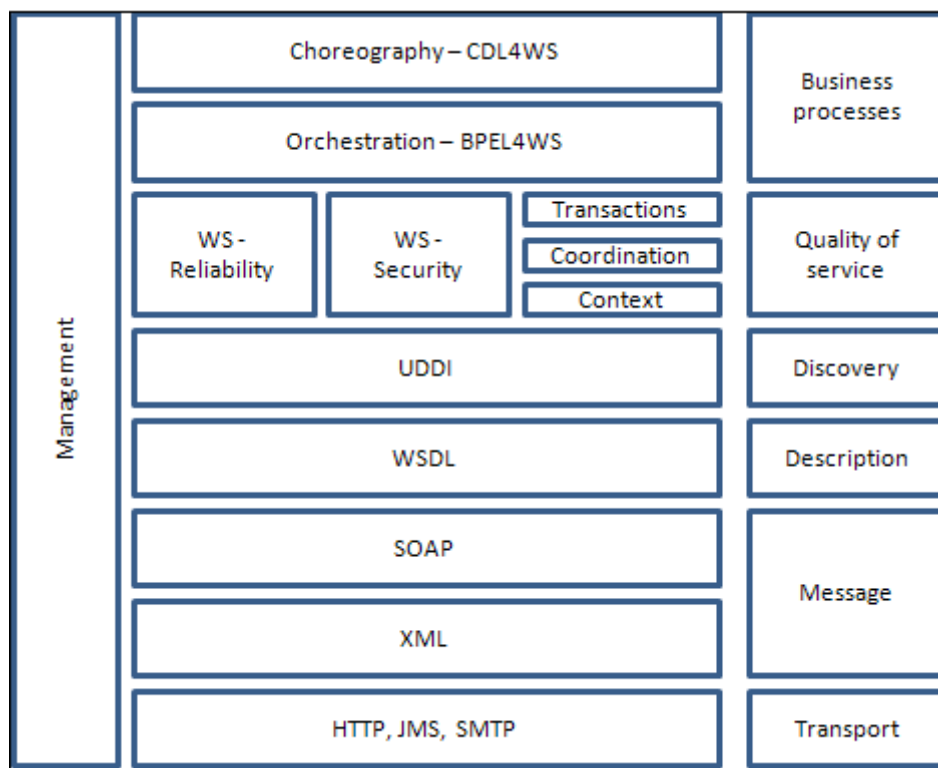 Management
Choreography – CDL4WS
Business
processes
Orchestration – BPEL4WS
WS -
Reliability
WS -
Security
Transactions
Coordination
Context
Quality of
service
UDDI
Discovery
WSDL
Description
SOAP
Message
XML
HTTP, JMS, SMTP
Transport